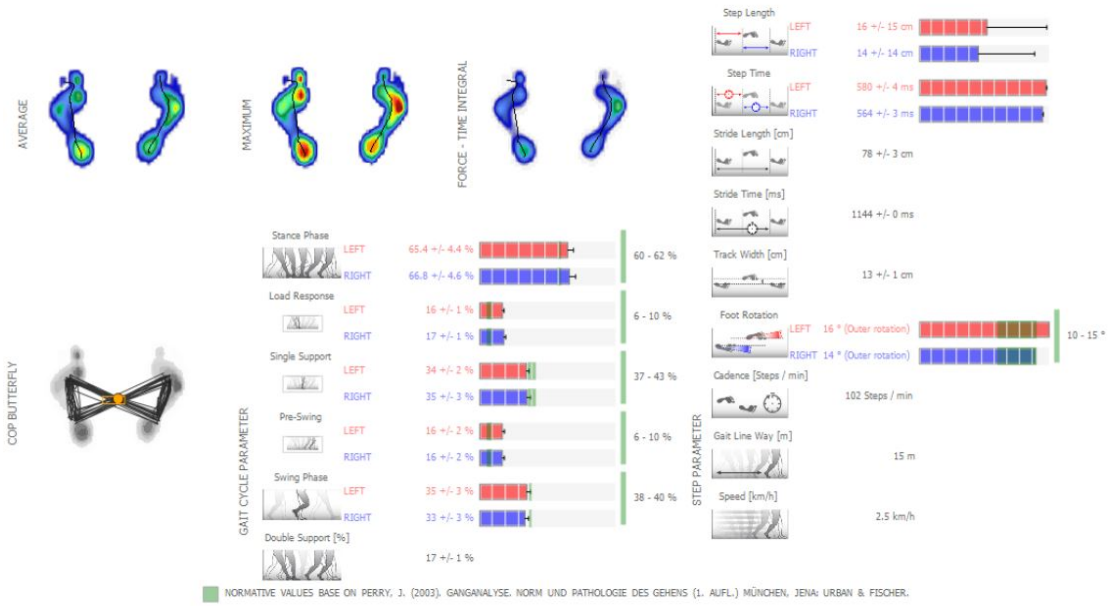 AVERAGE
MAXIMUM
FORCE - TIME INTEGRAL
COP BUTTERFLY
GAIT CYCLE PARAMETER
Stance Phase
LEFT 65.4 +/- 4.4 %
RIGHT 66.8 +/- 4.6 %
60 - 62 %
Load Response
LEFT 16 +/- 1 %
RIGHT 17 +/- 1 %
6 - 10 %
Single Support
LEFT 34 +/- 2 %
RIGHT 35 +/- 3 %
37 - 43 %
Pre-Swing
LEFT 16 +/- 2 %
RIGHT 16 +/- 2 %
6 - 10 %
Swing Phase
LEFT 35 +/- 3 %
RIGHT 33 +/- 3 %
38 - 40 %
Double Support [%]
17 +/- 1 %
STEP PARAMETER
Step Length
LEFT 16 +/- 15 cm
RIGHT 14 +/- 14 cm
Step Time
LEFT 580 +/- 4 ms
RIGHT 564 +/- 3 ms
Stride Length [cm]
78 +/- 3 cm
Stride Time [ms]
1144 +/- 0 ms
Track Width [cm]
13 +/- 1 cm
Foot Rotation
LEFT 16 ° (Outer rotation)
RIGHT 14 ° (Outer rotation)
10 - 15 °
Cadence [Steps / min]
102 Steps / min
Gait Line Way [m]
15 m
Speed [km/h]
2.5 km/h
NORMATIVE VALUES BASE ON PERRY, J. (2003). GANGANALYSE. NORM UND PATHOLOGIE DES GEHENS (1. AUFL.) MÜNCHEN, JENA: URBAN & FISCHER.